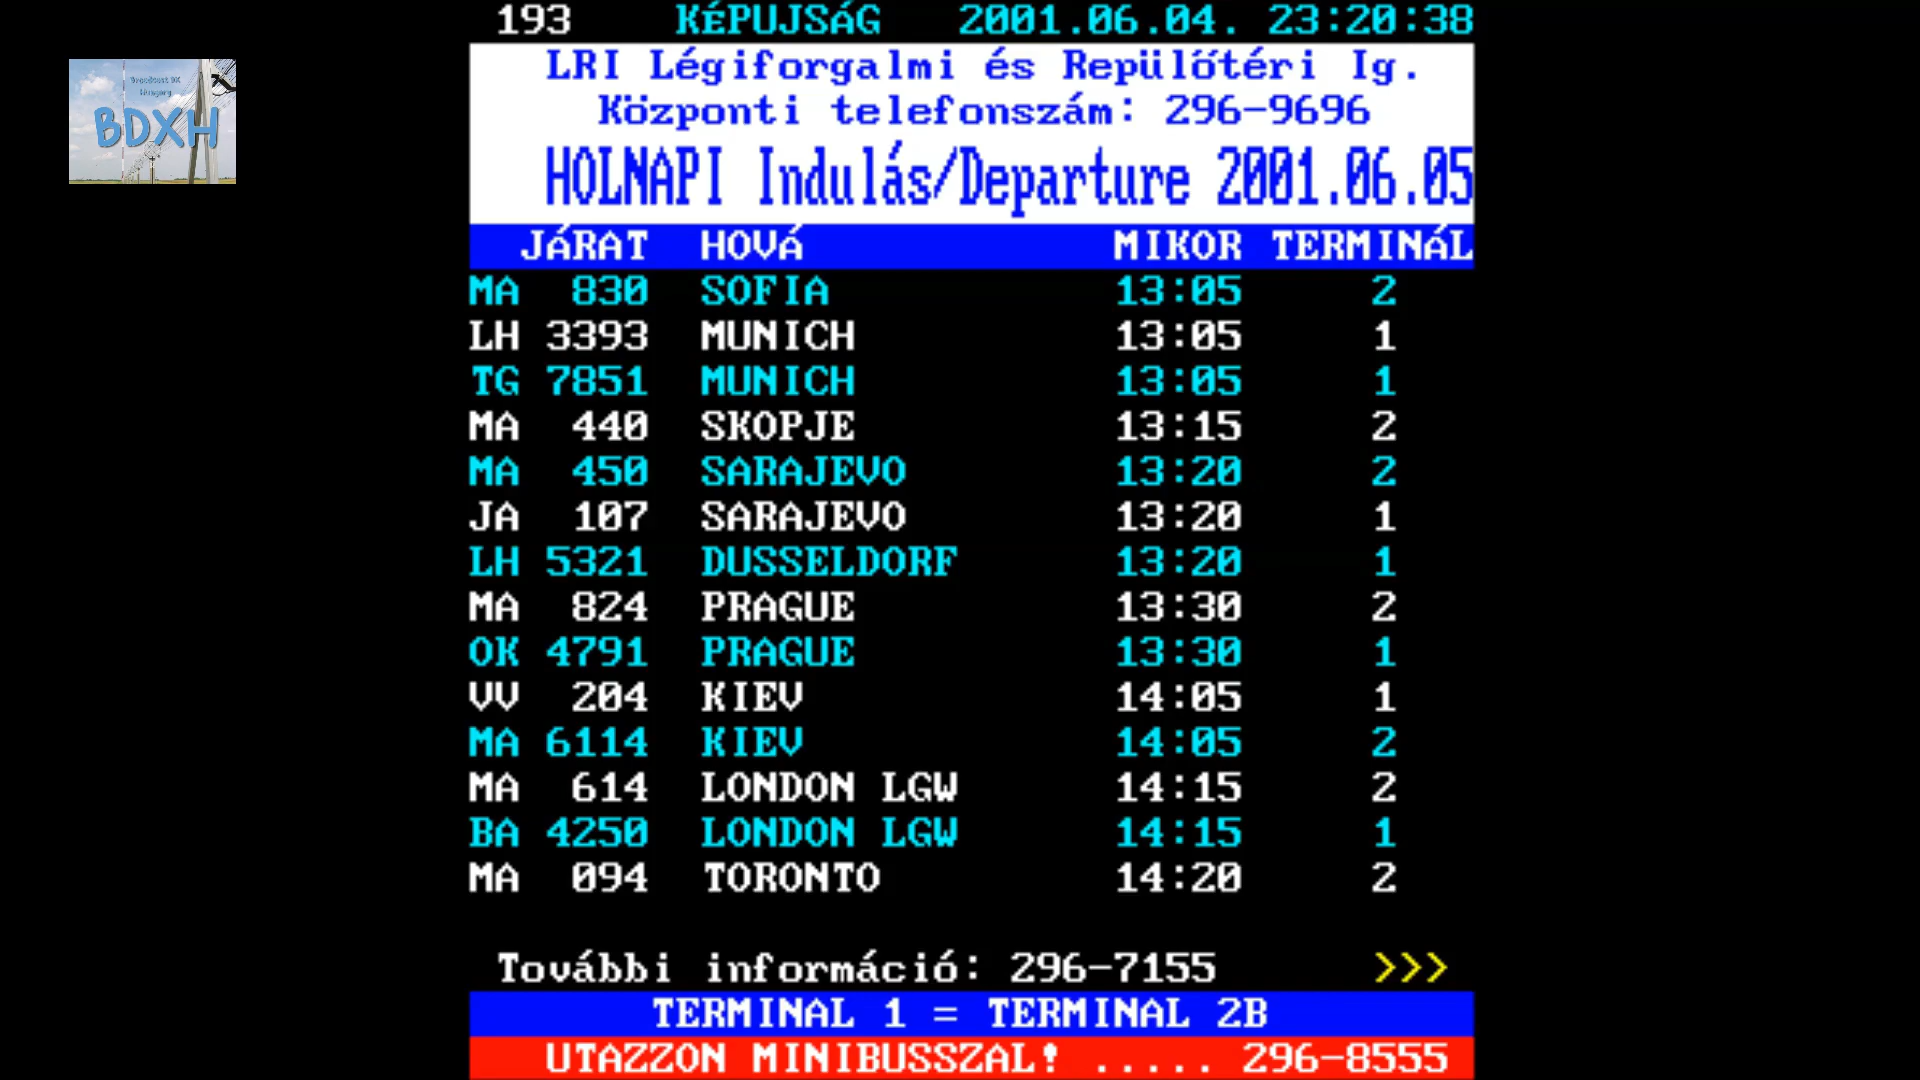 193 KÉPUJSÁG 2001.06.04. 23:20:38
Broadcast DX
Hungary
BDXH
LRI Légiforgalmi és Repülőtéri Ig.
Központi telefonszám: 296-9696
HOLNAPI Indulás/Departure 2001.06.05
JÁRAT HOVÁ MIKOR TERMINÁL
MA 830 SOFIA 13:05 2
LH 3393 MUNICH 13:05 1
TG 7851 MUNICH 13:05 1
MA 440 SKOPJE 13:15 2
MA 450 SARAJEVO 13:20 2
JA 107 SARAJEVO 13:20 1
LH 5321 DUSSELDORF 13:20 1
MA 824 PRAGUE 13:30 2
OK 4791 PRAGUE 13:30 1
VV 204 KIEV 14:05 1
MA 6114 KIEV 14:05 2
MA 614 LONDON LGW 14:15 2
BA 4250 LONDON LGW 14:15 1
MA 094 TORONTO 14:20 2
További információ: 296-7155 >>>
TERMINAL 1 = TERMINAL 2B
UTAZZON MINIBUSSZAL! ..... 296-8555